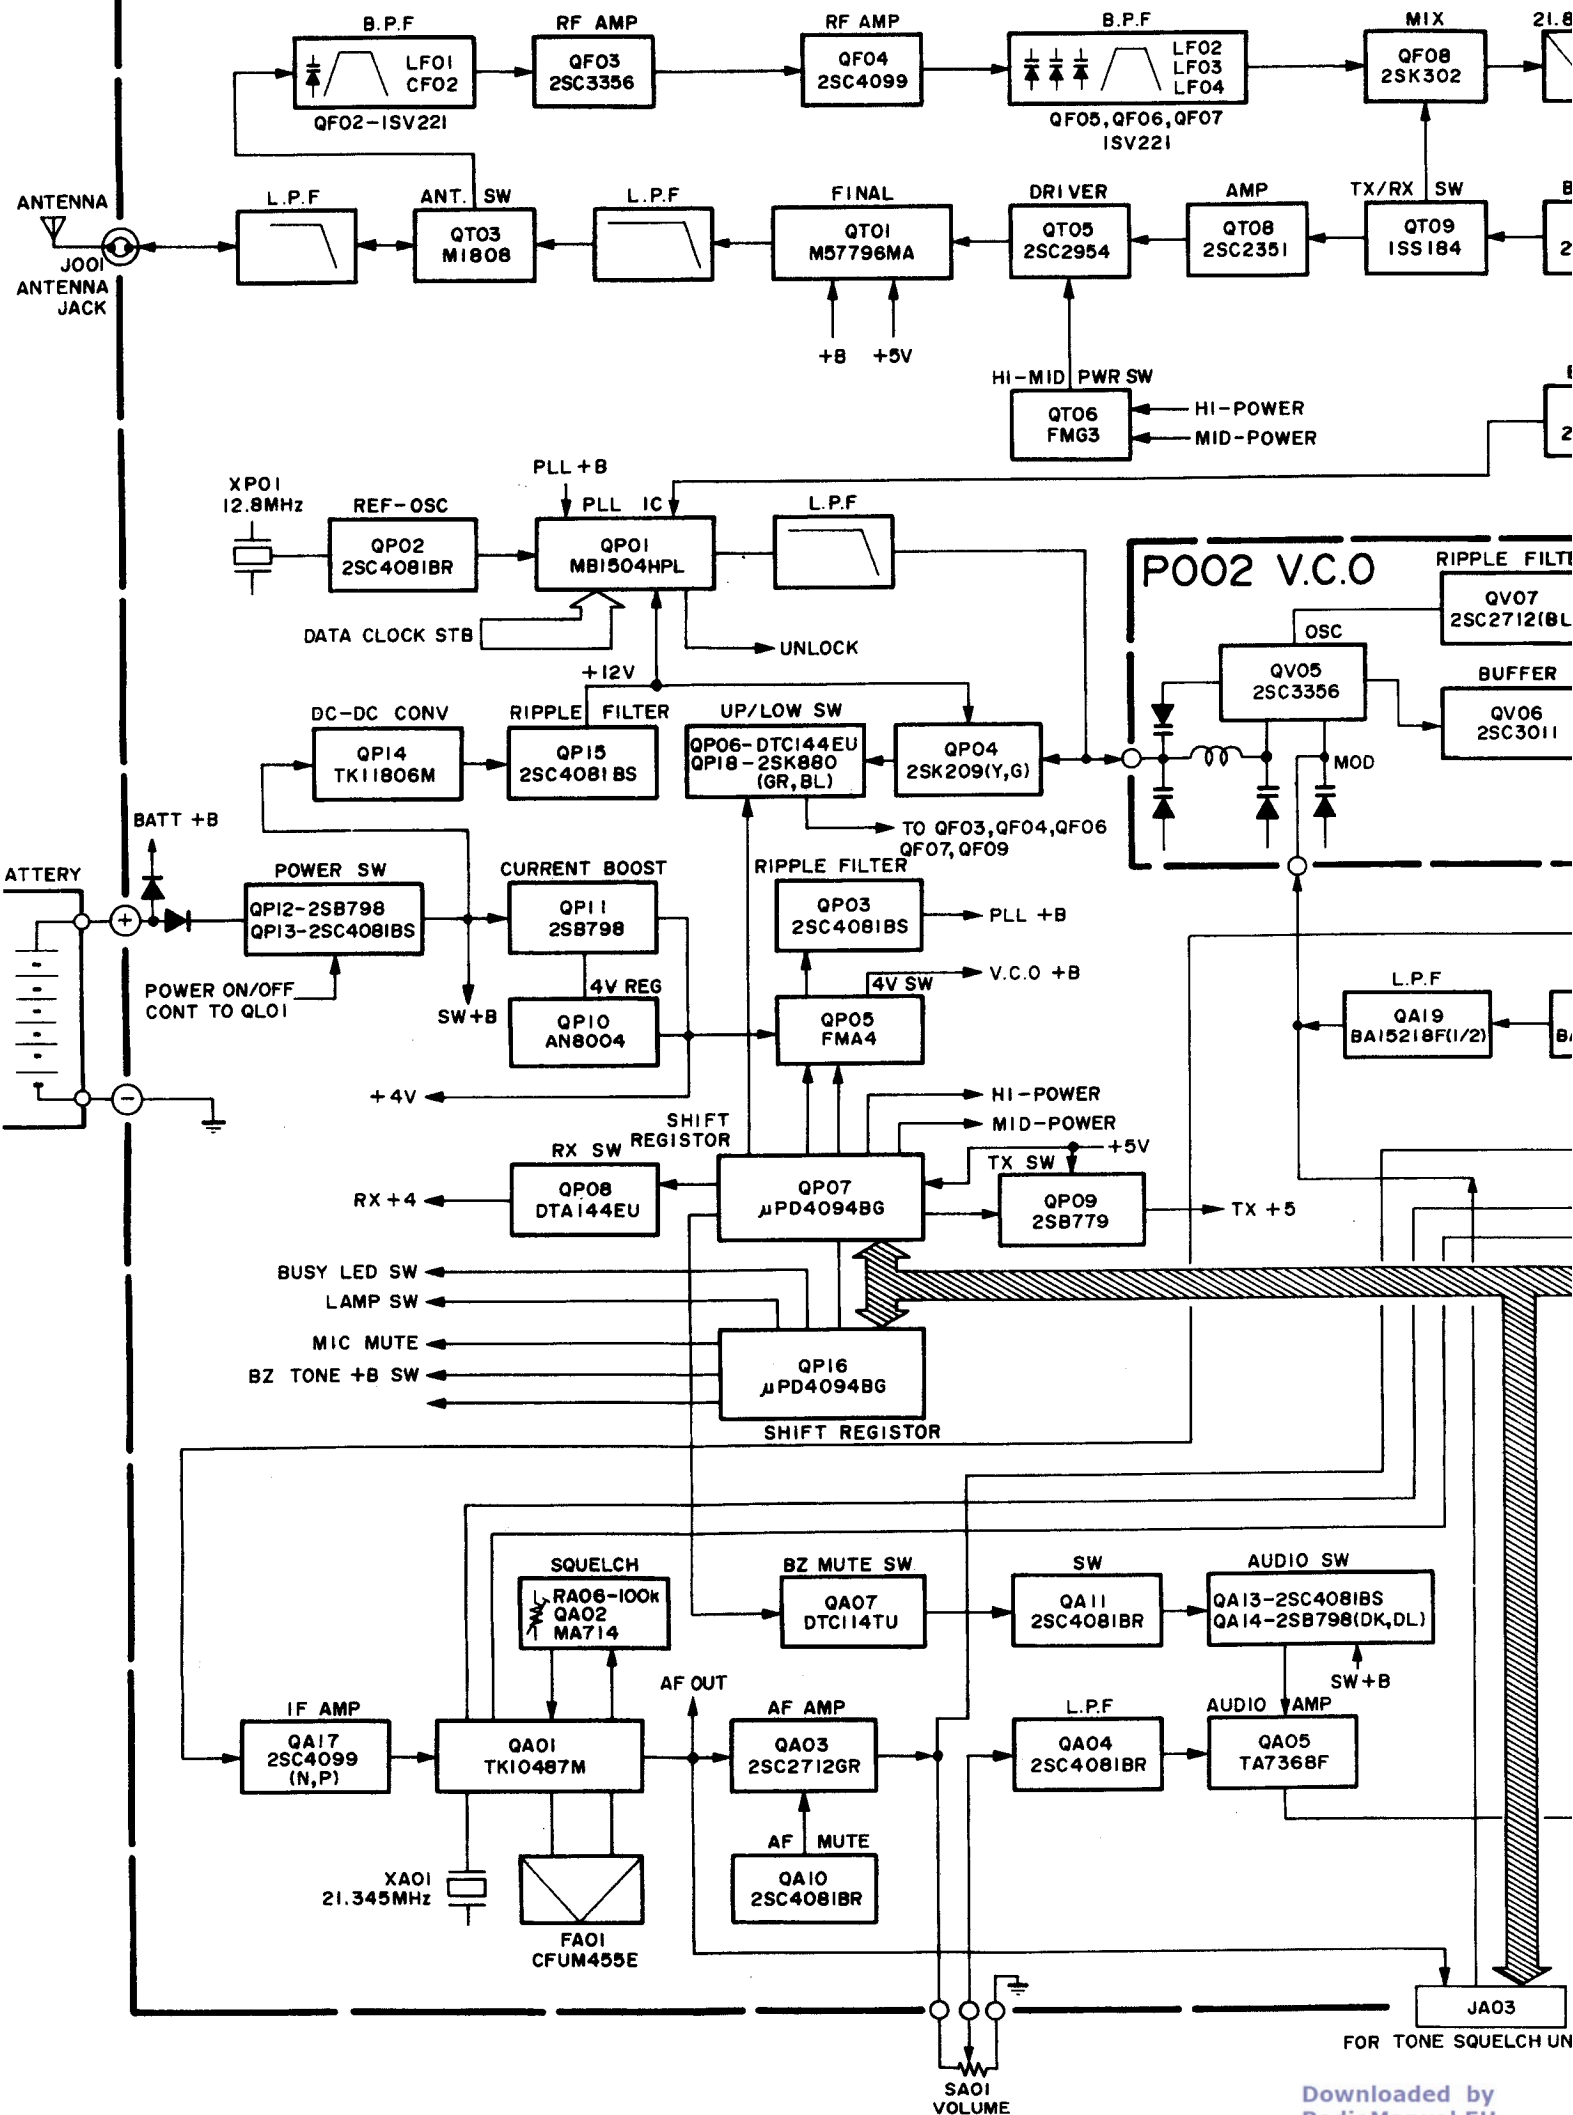 B.P.F
RF AMP
RF AMP
B.P.F
MIX
21.8
LF01
CF02
QF02-1SV221
QF03
2SC3356
QF04
2SC4099
LF02
LF03
LF04
QF05,QF06,QF07
1SV221
QF08
2SK302
ANTENNA
J001
ANTENNA
JACK
L.P.F
ANT. SW
QT03
M1808
L.P.F
FINAL
QT01
M57796MA
+B
+5V
DRIVER
QT05
2SC2954
AMP
QT08
2SC2351
TX/RX SW
QT09
1SS184
HI-MID PWR SW
QT06
FMG3
HI-POWER
MID-POWER
XP01
12.8MHz
REF-OSC
QP02
2SC4081BR
PLL +B
PLL IC
QP01
MB1504HPL
L.P.F
DATA CLOCK STB
UNLOCK
+12V
P002 V.C.O
RIPPLE FILTE
QV07
2SC2712(BL
OSC
QV05
2SC3356
BUFFER
QV06
2SC3011
MOD
DC-DC CONV
QP14
TK11806M
RIPPLE FILTER
QP15
2SC4081BS
UP/LOW SW
QP06-DTC144EU
QP18-2SK880
(GR,BL)
QP04
2SK209(Y,G)
TO QF03,QF04,QF06
QF07,QF09
BATT +B
ATTERY
+
-
POWER SW
QP12-2SB798
QP13-2SC4081BS
POWER ON/OFF
CONT TO QL01
SW+B
CURRENT BOOST
QP11
2SB798
4V REG
QP10
AN8004
+4V
RIPPLE FILTER
QP03
2SC4081BS
PLL +B
V.C.O +B
4V SW
QP05
FMA4
L.P.F
QA19
BA15218F(1/2)
HI-POWER
MID-POWER
SHIFT
REGISTOR
QP07
µPD4094BG
RX SW
QP08
DTA144EU
RX +4
+5V
TX SW
QP09
2SB779
TX +5
BUSY LED SW
LAMP SW
MIC MUTE
BZ TONE +B SW
QP16
µPD4094BG
SHIFT REGISTOR
SQUELCH
RA06-100k
QA02
MA714
BZ MUTE SW
QA07
DTC114TU
SW
QA11
2SC4081BR
AUDIO SW
QA13-2SC4081BS
QA14-2SB798(DK,DL)
SW+B
IF AMP
QA17
2SC4099
(N,P)
QA01
TK10487M
AF OUT
AF AMP
QA03
2SC2712GR
L.P.F
QA04
2SC4081BR
AUDIO AMP
QA05
TA7368F
XA01
21.345MHz
FA01
CFUM455E
AF MUTE
QA10
2SC4081BR
JA03
FOR TONE SQUELCH UN
SA01
VOLUME
Downloaded by